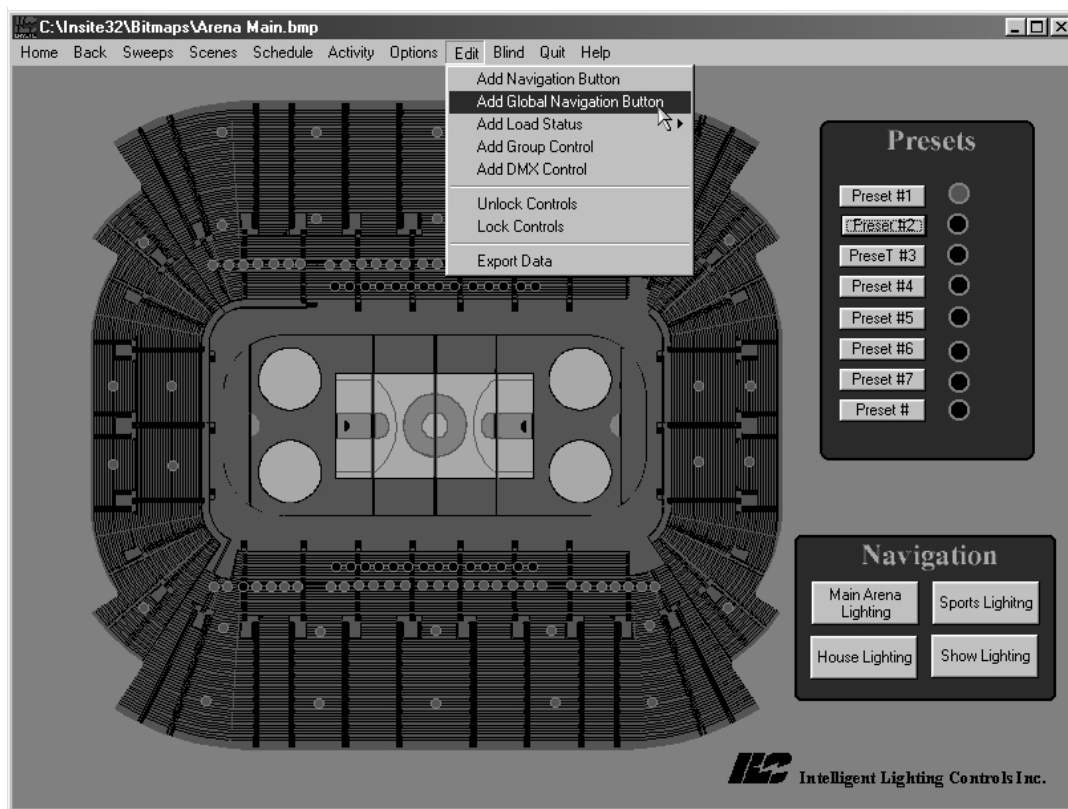 C:\Insite32\Bitmaps\Arena Main.bmp
Home Back Sweeps Scenes Schedule Activity Options Edit Blind Quit Help
Add Navigation Button
Add Global Navigation Button
Add Load Status
Add Group Control
Add DMX Control
Unlock Controls
Lock Controls
Export Data
Presets
Preset #1
Preset #2
PreseT #3
Preset #4
Preset #5
Preset #6
Preset #7
Preset #
Navigation
Main Arena
Lighting
Sports Lighitng
House Lighting
Show Lighting
ILC Intelligent Lighting Controls Inc.